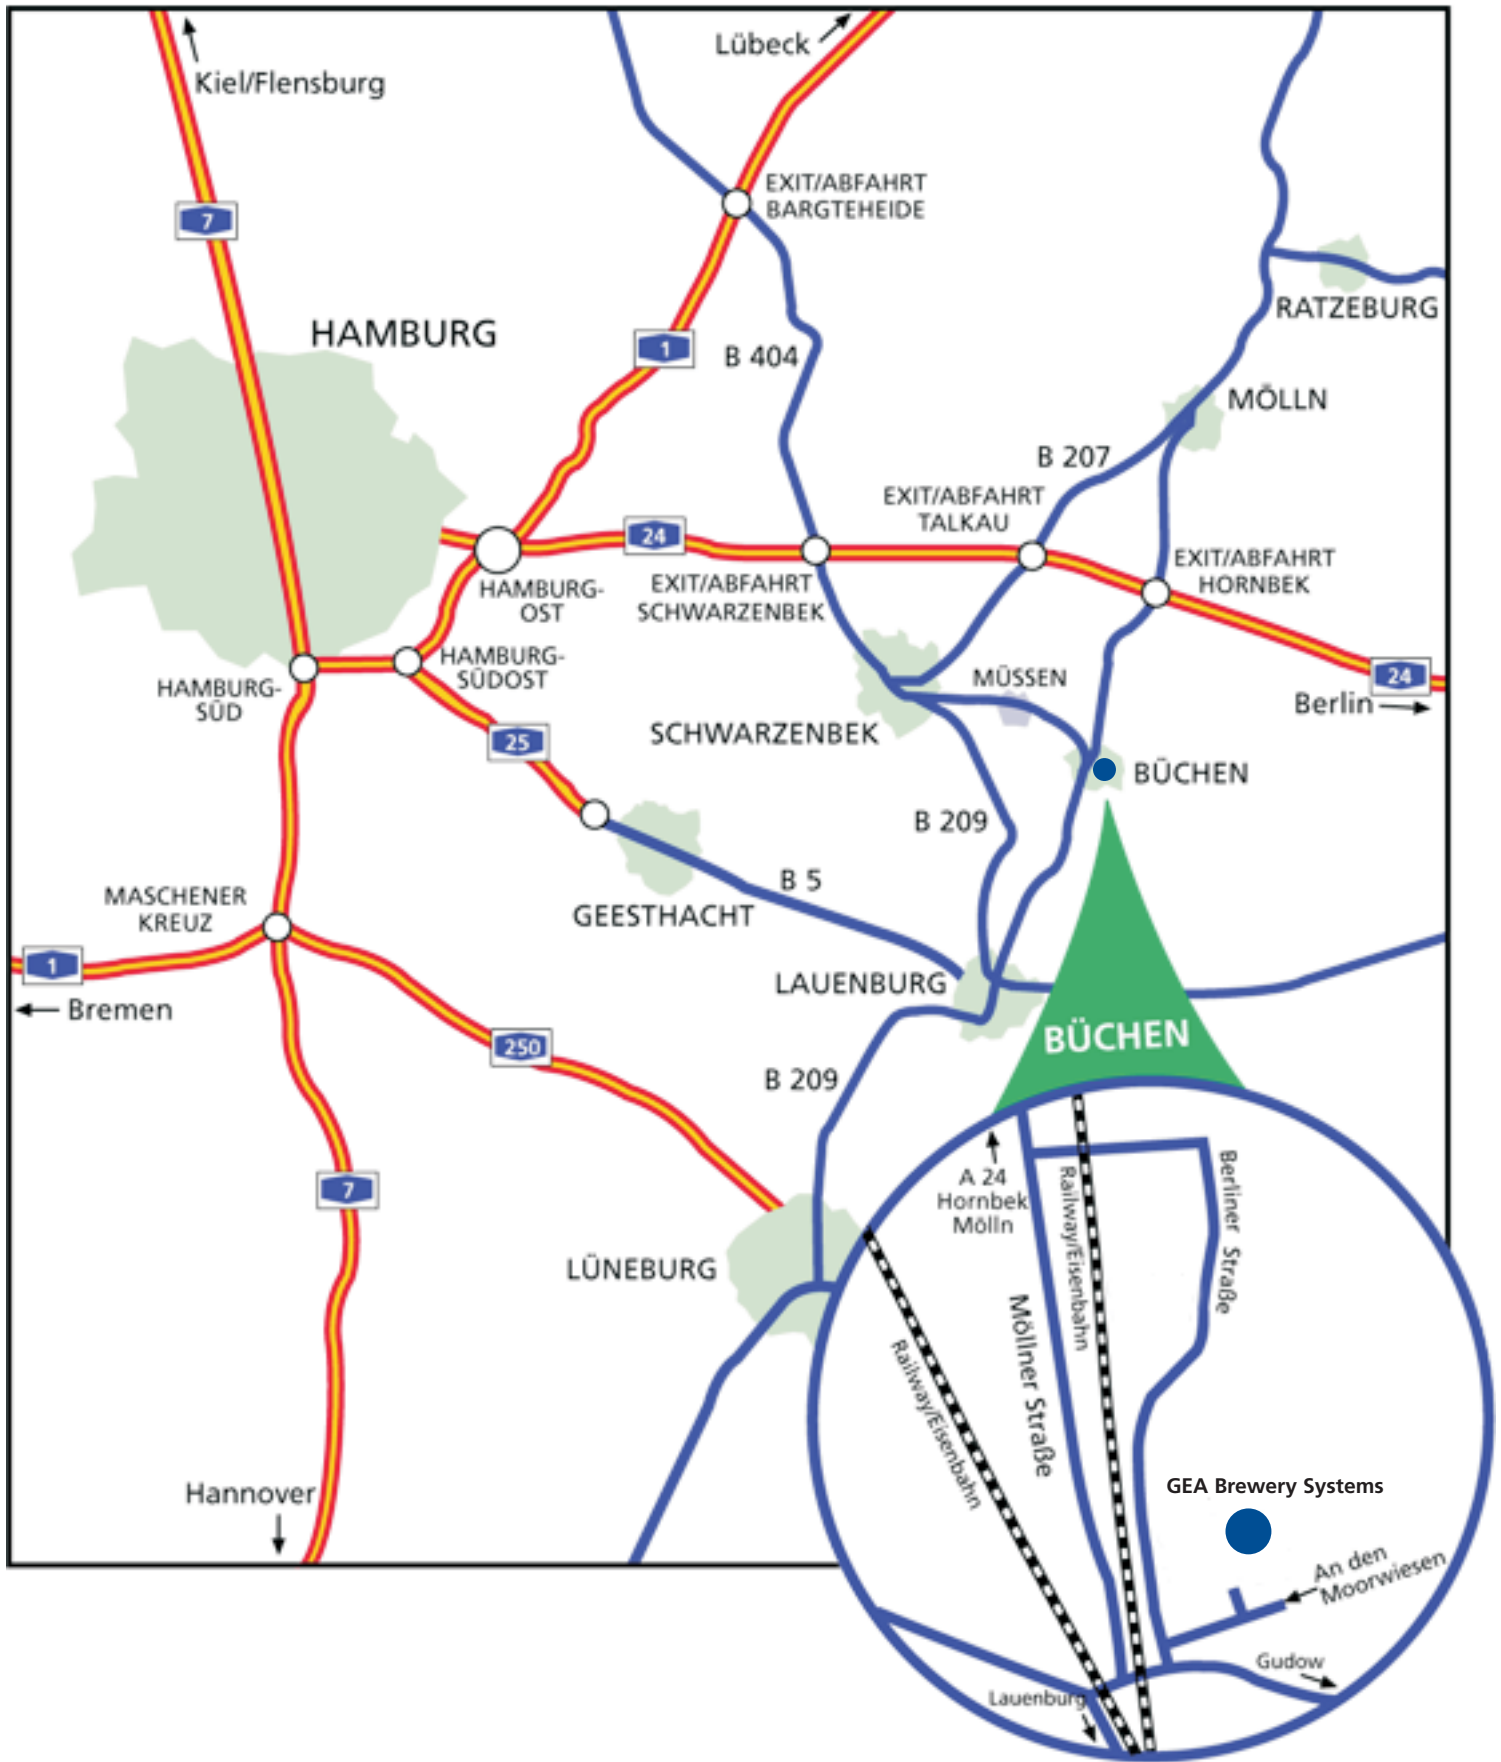 Lübeck
Kiel/Flensburg
EXIT/ABFAHRT
BARGTEHEIDE
7
RATZEBURG
HAMBURG
1
B 404
MÖLLN
B 207
EXIT/ABFAHRT
TALKAU
24
EXIT/ABFAHRT
HORNBEK
HAMBURG-
OST
EXIT/ABFAHRT
SCHWARZENBEK
HAMBURG-
SÜDOST
MÜSSEN
24
Berlin
HAMBURG-
SÜD
SCHWARZENBEK
25
BÜCHEN
B 209
B 5
MASCHENER
KREUZ
GEESTHACHT
1
LAUENBURG
Bremen
BÜCHEN
250
B 209
7
A 24
Hornbek
Mölln
Railway/Eisenbahn
Berliner Straße
LÜNEBURG
Möllner Straße
Railway/Eisenbahn
Hannover
GEA Brewery Systems
An den
Moorwiesen
Gudow
Lauenburg